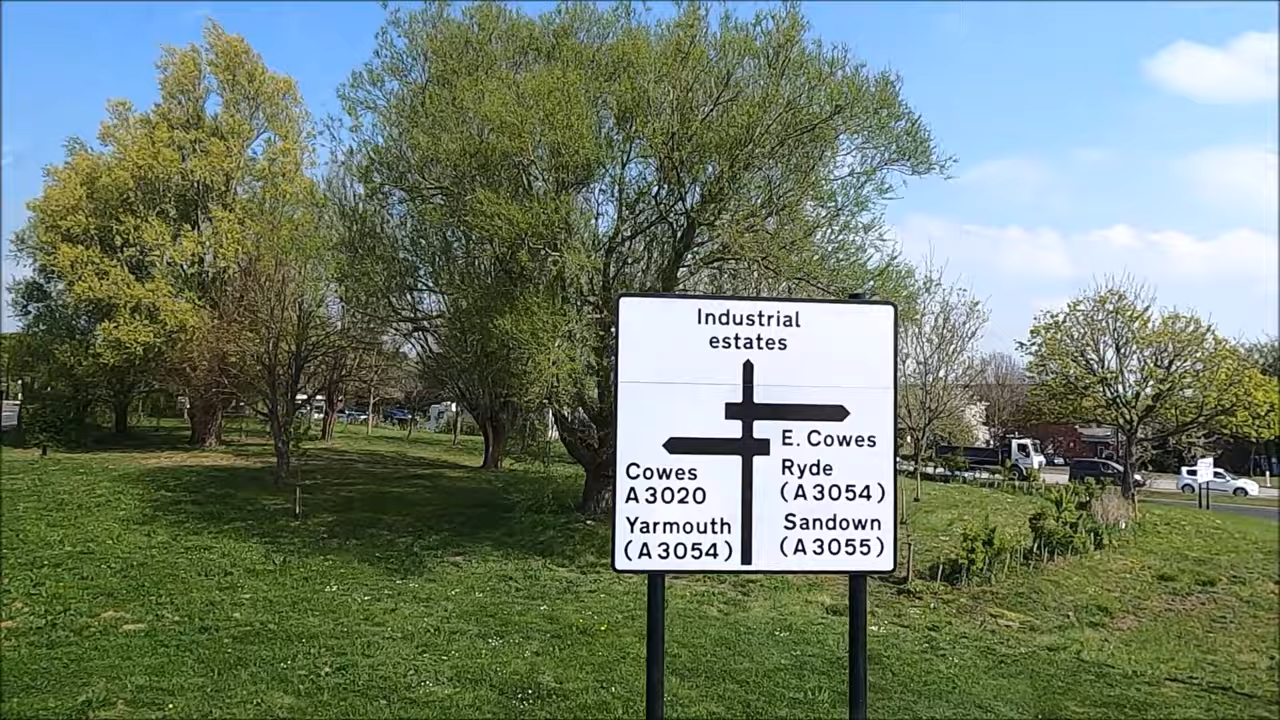 Industrial
estates
E. Cowes
Ryde
(A3054)
Sandown
(A3055)
Cowes
A3020
Yarmouth
(A3054)